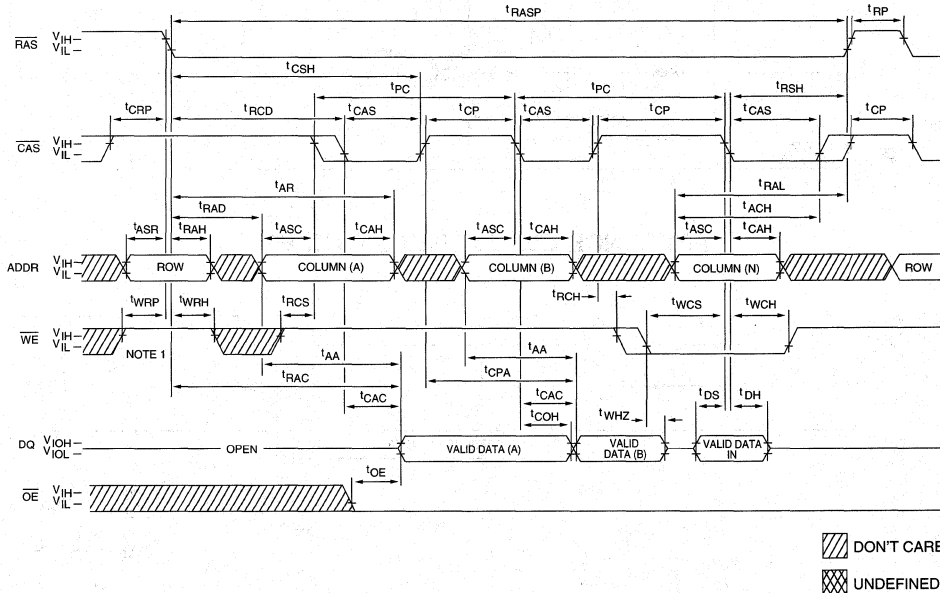 tRASP
tRP
RAS VIH
VIL
tCSH
tPC
tPC
tRSH
tCRP
tRCD
tCAS
tCP
tCAS
tCP
tCAS
tCP
CAS VIH
VIL
tAR
tRAL
tRAD
tACH
tASR
tRAH
tASC
tCAH
tASC
tCAH
tASC
tCAH
ADDR VIH
VIL
ROW
COLUMN (A)
COLUMN (B)
COLUMN (N)
ROW
tWRP
tWRH
tRCS
tRCH
tWCS
tWCH
WE VIH
VIL
NOTE 1
tAA
tAA
tRAC
tCPA
tCAC
tCAC
tCOH
tWHZ
tDS
tDH
DQ VIOH
VIOL
OPEN
VALID DATA (A)
VALID
DATA (B)
VALID DATA
IN
tOE
OE VIH
VIL
DON'T CARE
UNDEFINED